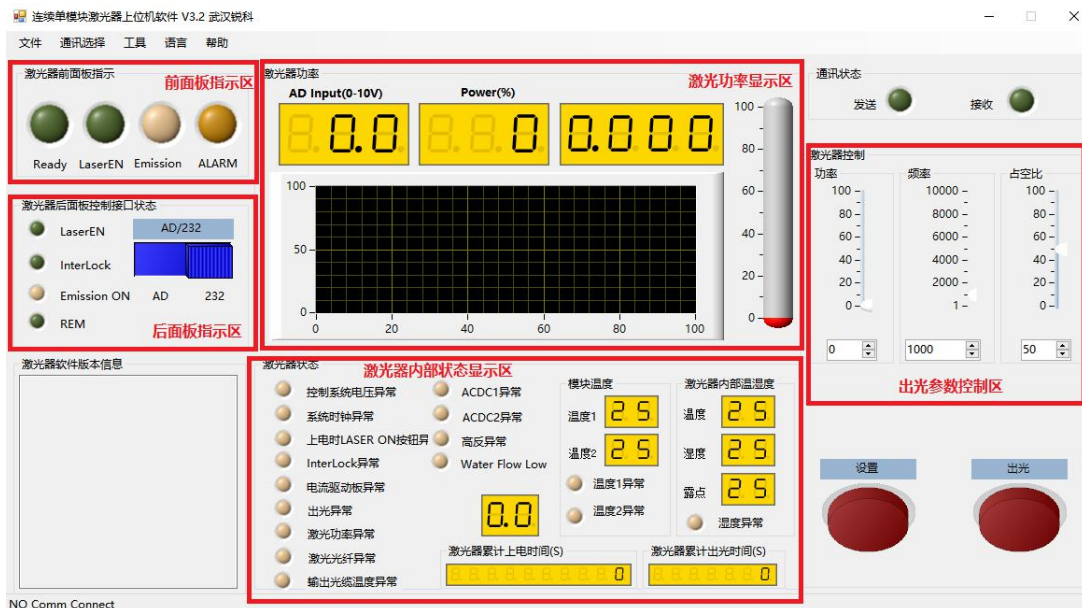 连续单模块激光器上位机软件 V3.2 武汉锐科
文件 通讯选择 工具 语言 帮助
激光器前面板指示
前面板指示区
Ready LaserEN Emission ALARM
激光器后面板控制接口状态
LaserEN
AD/232
InterLock
Emission ON AD 232
REM
后面板指示区
激光器软件版本信息
激光器功率
激光功率显示区
AD Input(0-10V) Power(%)
0.0 0 0.000
100
80
60
40
20
0
100
50
0
0 20 40 60 80 100
激光器状态
激光器内部状态显示区
控制系统电压异常 ACDC1异常
系统时钟异常 ACDC2异常
上电时LASER ON按钮异 高反异常
InterLock异常 Water Flow Low
电流驱动板异常
出光异常
激光功率异常
激光光纤异常
输出光缆温度异常
0.0
模块温度
温度1 25
温度2 25
温度1异常
温度2异常
激光器内部温湿度
温度 25
湿度 25
露点 25
湿度异常
激光器累计上电时间(S)
0
激光器累计出光时间(S)
0
通讯状态
发送 接收
激光器控制
功率 频率 占空比
100 10000 100
80 8000 80
60 6000 60
40 4000 40
20 2000 20
0 1 0
0 1000 50
出光参数控制区
设置 出光
NO Comm Connect